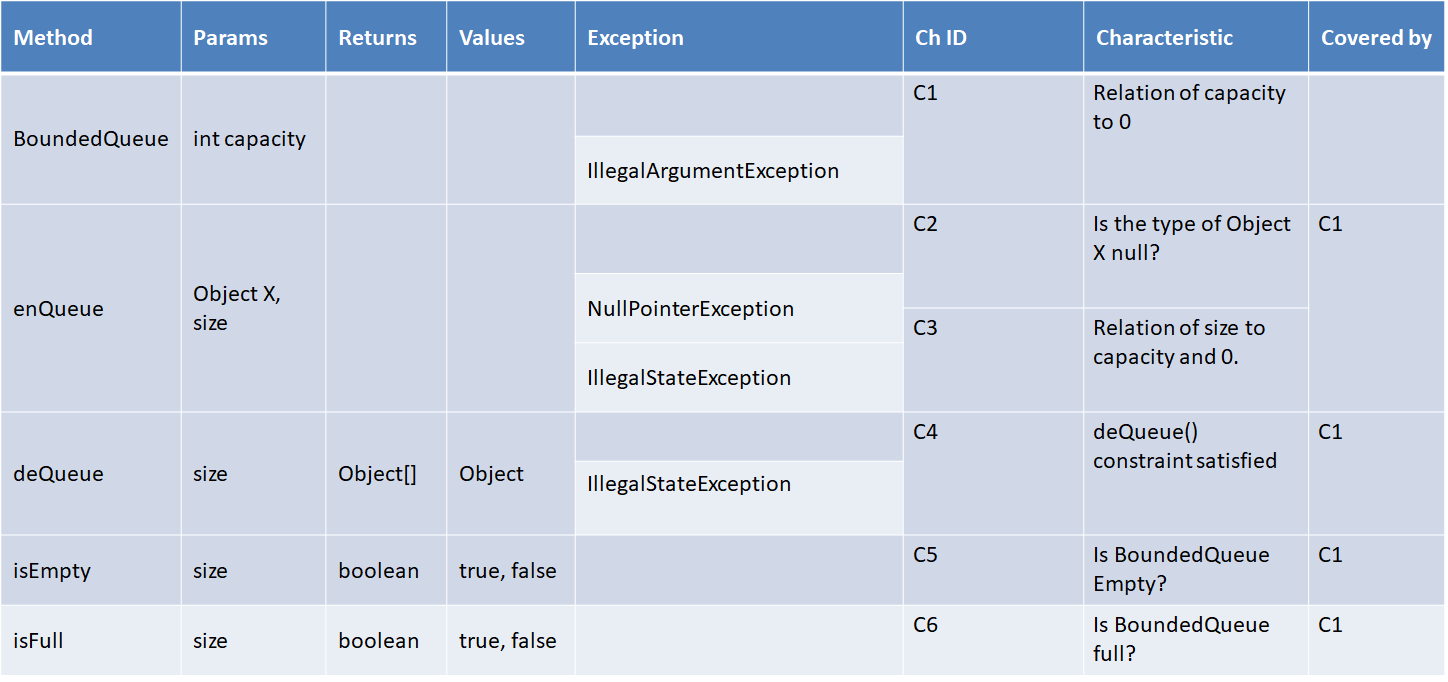 Method Params Returns Values Exception Ch ID Characteristic Covered by
BoundedQueue int capacity
IllegalArgumentException
C1 Relation of capacity
to 0
enQueue Object X,
size
NullPointerException
IllegalStateException
C2 Is the type of Object
X null?
C1
C3 Relation of size to
capacity and 0.
deQueue size Object[] Object
IllegalStateException
C4 deQueue()
constraint satisfied
C1
isEmpty size boolean true, false
C5 Is BoundedQueue
Empty?
C1
isFull size boolean true, false
C6 Is BoundedQueue
full?
C1